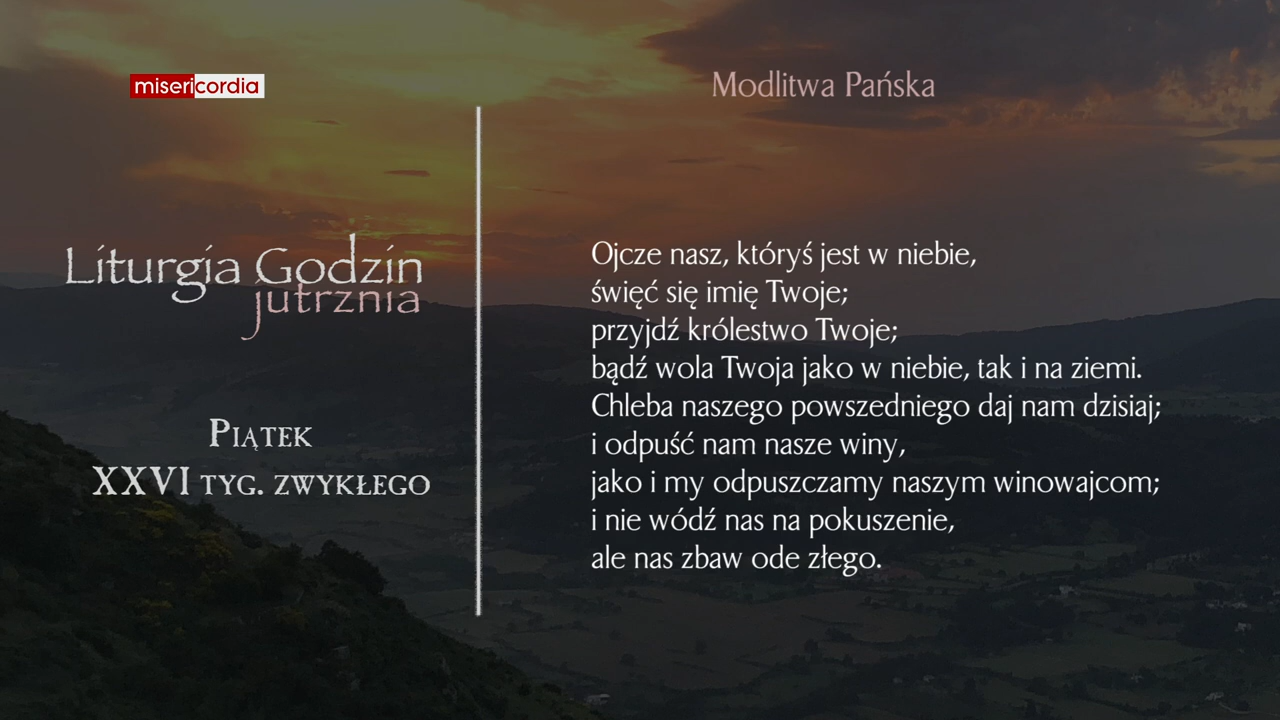 misericordia
Liturgia Godzin
jutrznia
Piątek
XXVI tyg. zwykłego
Modlitwa Pańska
Ojcze nasz, któryś jest w niebie,
święć się imię Twoje;
przyjdź królestwo Twoje;
bądź wola Twoja jako w niebie, tak i na ziemi.
Chleba naszego powszedniego daj nam dzisiaj;
i odpuść nam nasze winy,
jako i my odpuszczamy naszym winowajcom;
i nie wódź nas na pokuszenie,
ale nas zbaw ode złego.